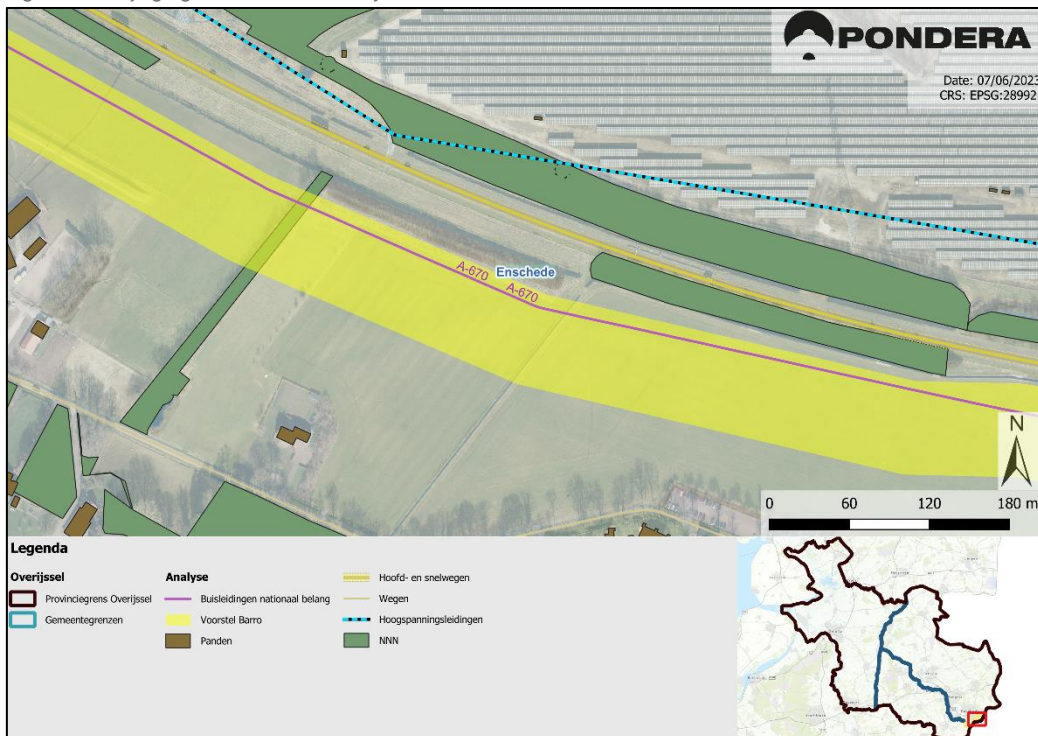 PONDERA
Date: 07/06/2023
CRS: EPSG:28992
A-670
Enschede
A-670
N
0 60 120 180 m
Legenda
Overijssel
Provinciegrens Overijssel
Gemeentegrenzen
Analyse
Buisleidingen nationaal belang
Voorstel Barro
Panden
Hoofd- en snelwegen
Wegen
Hoogspanningsleidingen
NNN